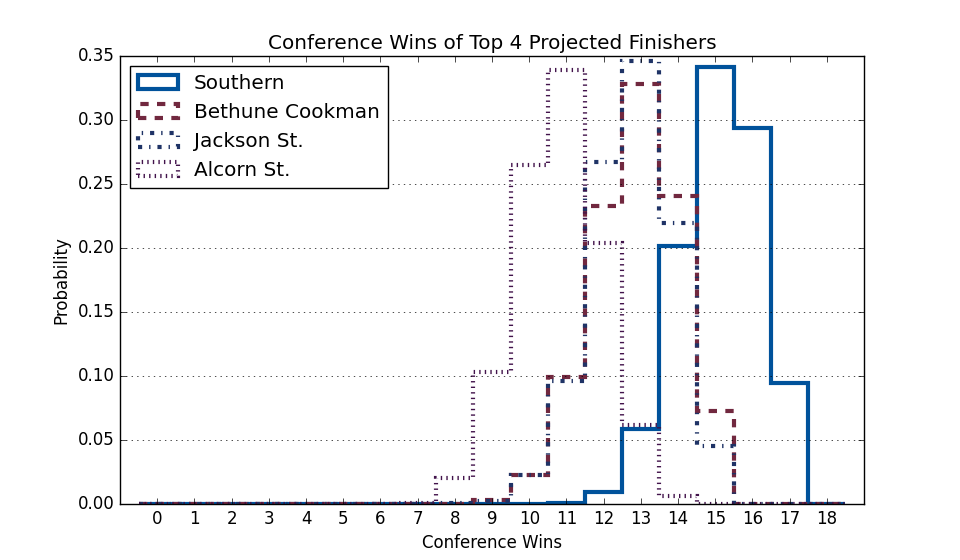 Conference Wins of Top 4 Projected Finishers
0.35
0.30
0.25
0.20
0.15
0.10
0.05
0.00
Probability
Southern
Bethune Cookman
Jackson St.
Alcorn St.
0 1 2 3 4 5 6 7 8 9 10 11 12 13 14 15 16 17 18
Conference Wins